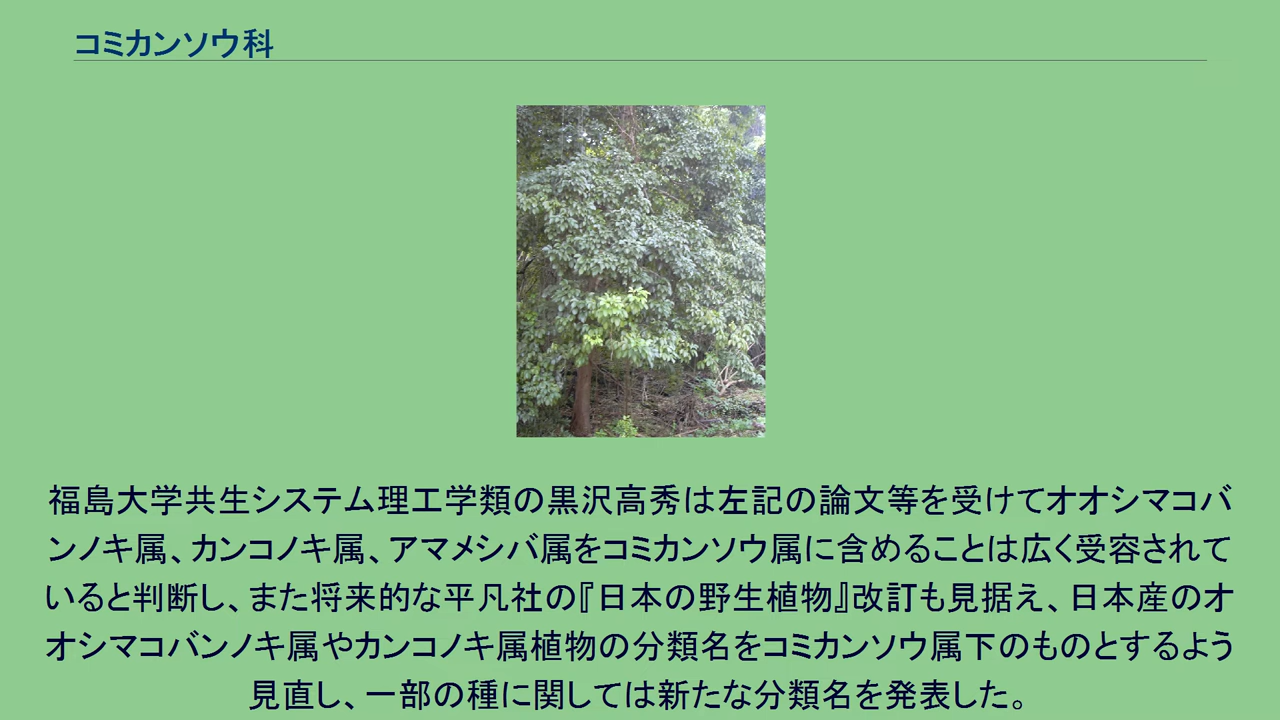 コミカンソウ科
福島大学共生システム理工学類の黒沢高秀は左記の論文等を受けてオオシマコバ
ンノキ属、カンコノキ属、アマメシバ属をコミカンソウ属に含めることは広く受容されて
いると判断し、また将来的な平凡社の『日本の野生植物』改訂も見据え、日本産のオ
オシマコバンノキ属やカンコノキ属植物の分類名をコミカンソウ属下のものとするよう
見直し、一部の種に関しては新たな分類名を発表した。